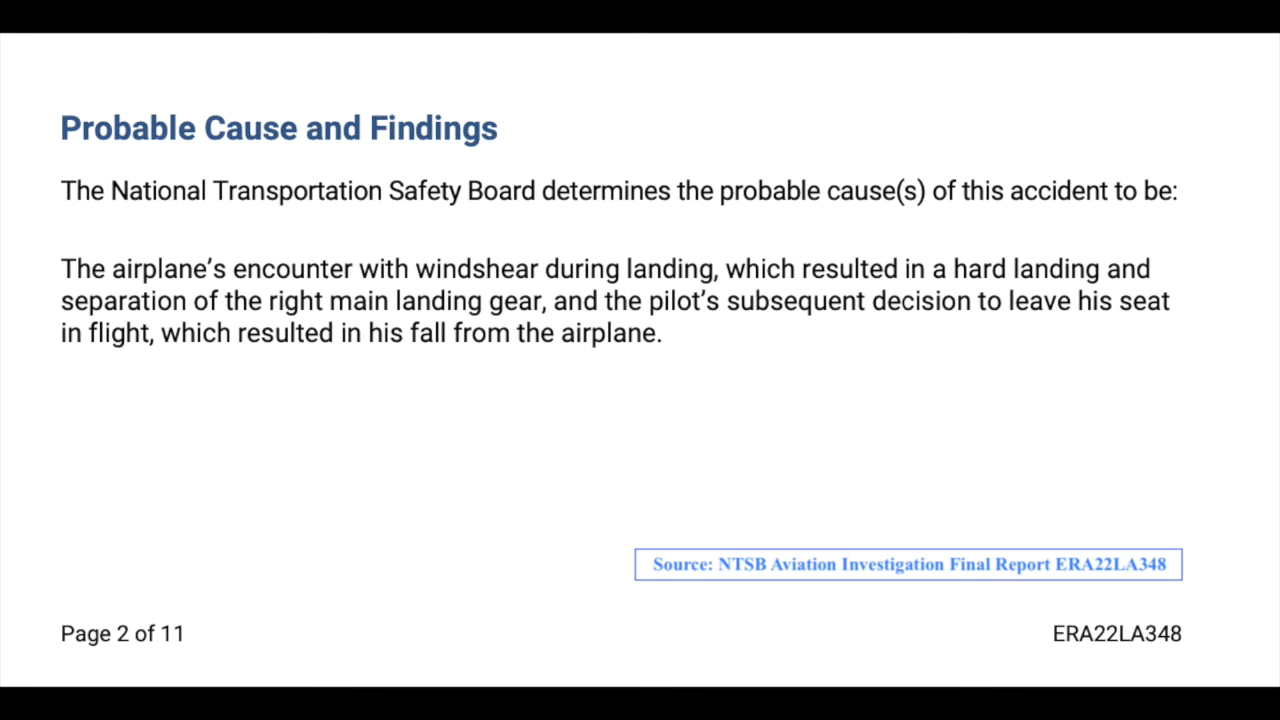 Probable Cause and Findings
The National Transportation Safety Board determines the probable cause(s) of this accident to be:
The airplane’s encounter with windshear during landing, which resulted in a hard landing and
separation of the right main landing gear, and the pilot’s subsequent decision to leave his seat
in flight, which resulted in his fall from the airplane.
Source: NTSB Aviation Investigation Final Report ERA22LA348
Page 2 of 11 ERA22LA348